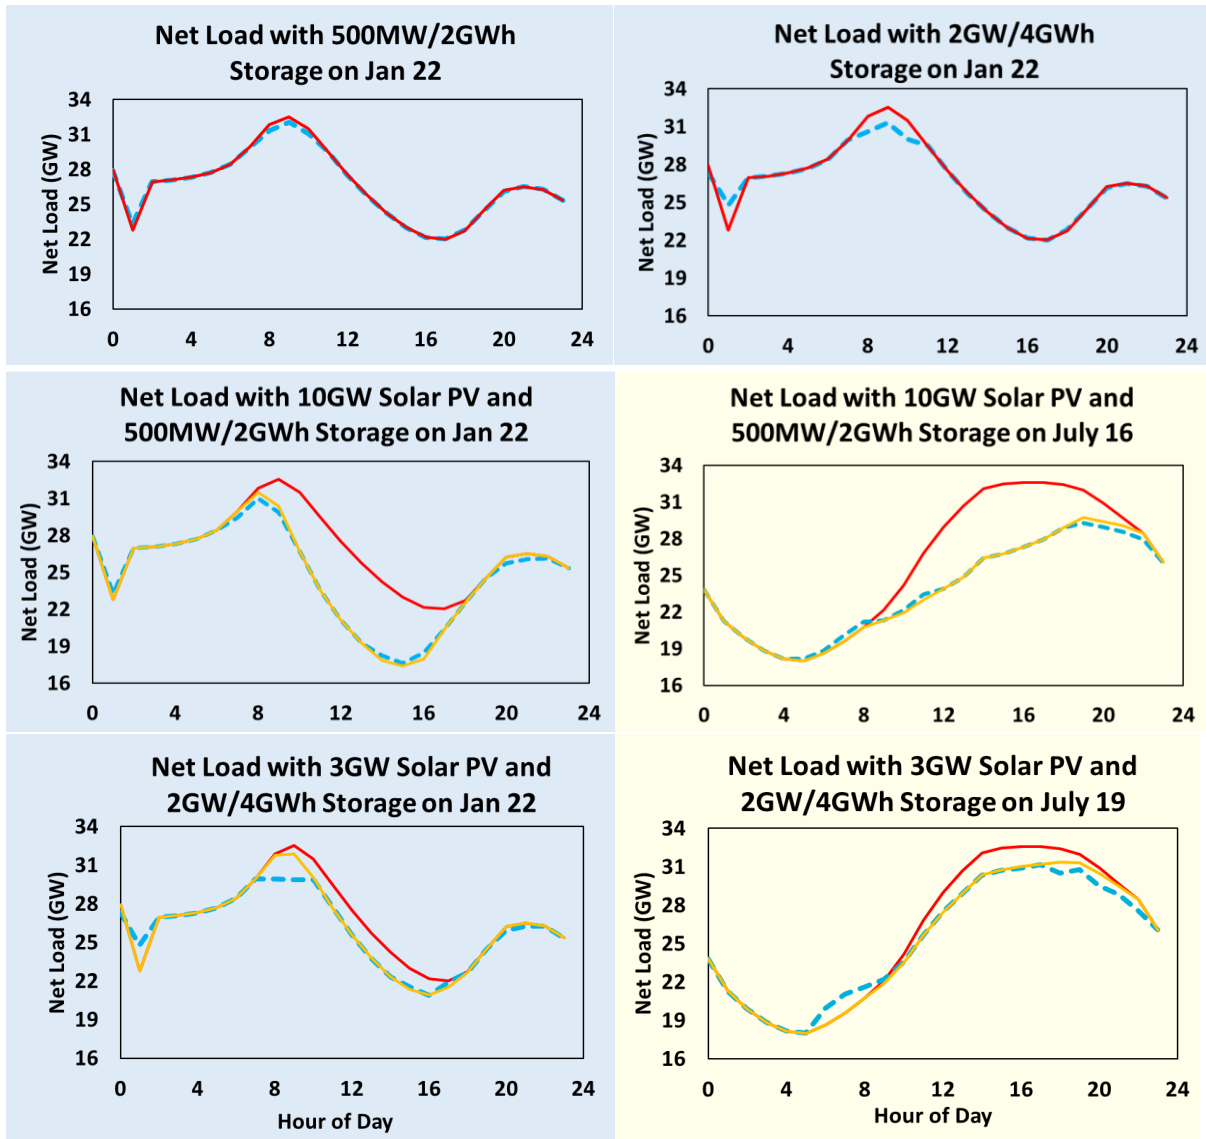 Net Load with 500MW/2GWh
Storage on Jan 22
Net Load (GW)
34
31
28
25
22
19
16
0 4 8 12 16 20 24
Net Load with 2GW/4GWh
Storage on Jan 22
Net Load (GW)
34
31
28
25
22
19
16
0 4 8 12 16 20 24
Net Load with 10GW Solar PV and
500MW/2GWh Storage on Jan 22
Net Load (GW)
34
31
28
25
22
19
16
0 4 8 12 16 20 24
Net Load with 10GW Solar PV and
500MW/2GWh Storage on July 16
Net Load (GW)
34
31
28
25
22
19
16
0 4 8 12 16 20 24
Net Load with 3GW Solar PV and
2GW/4GWh Storage on Jan 22
Net Load (GW)
34
31
28
25
22
19
16
0 4 8 12 16 20 24
Hour of Day
Net Load with 3GW Solar PV and
2GW/4GWh Storage on July 19
Net Load (GW)
34
31
28
25
22
19
16
0 4 8 12 16 20 24
Hour of Day